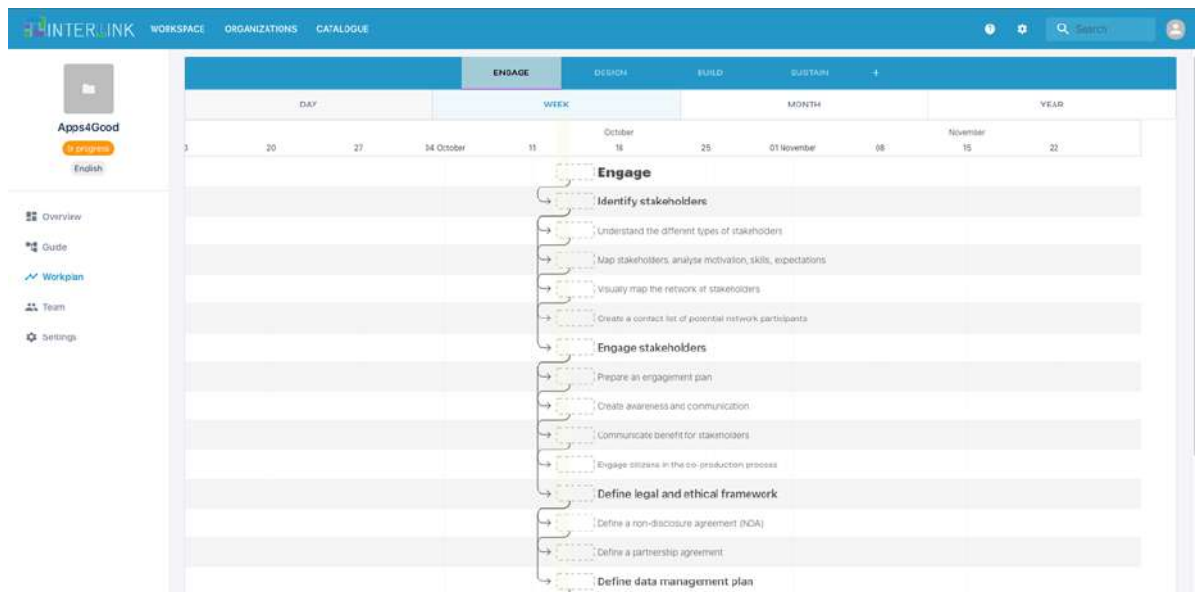 INTERLINK WORKSPACE ORGANIZATIONS CATALOGUE Search
ENGAGE DESIGN BUILD SUSTAIN +
DAY WEEK MONTH YEAR
Apps4Good
In progress
English
October November
20 27 04 October 11 18 25 01 November 08 15 22
Engage
Identify stakeholders
Overview
Understand the different types of stakeholders
Guide
Map stakeholders, analyse motivation, skills, expectations
Workplan
Visually map the network of stakeholders
Team
Create a contact list of potential network participants
Settings
Engage stakeholders
Prepare an engagement plan
Create awareness and communication
Communicate benefit for stakeholders
Engage citizens in the co-production process
Define legal and ethical framework
Define a non-disclosure agreement (NDA)
Define a partnership agreement
Define data management plan